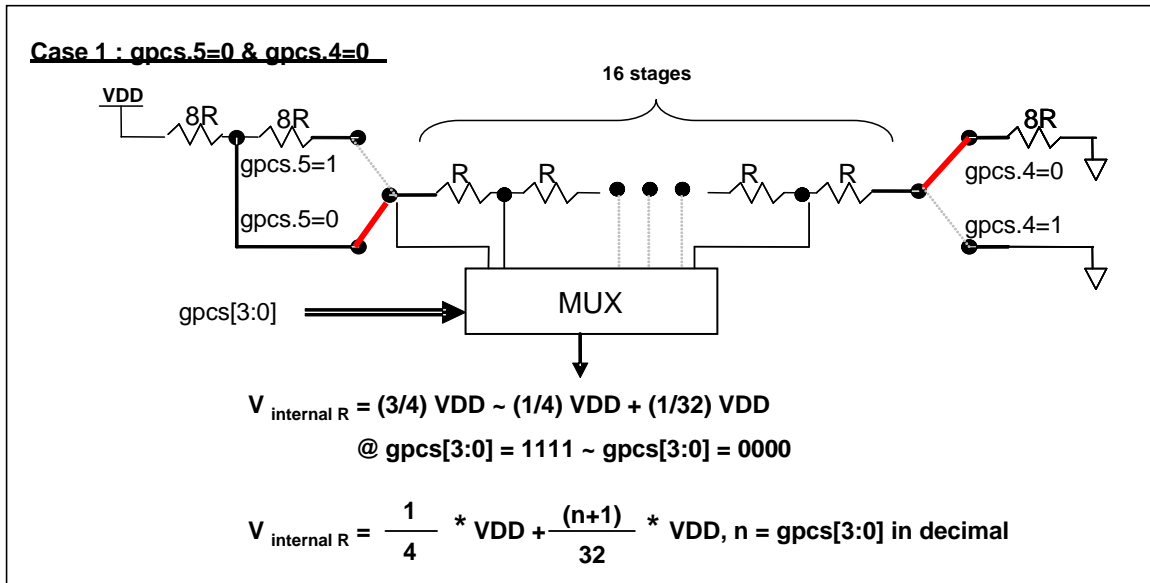 Case 1 : gpcs.5=0 & gpcs.4=0
16 stages
VDD
8R
8R
8R
gpcs.5=1
R
R
R
R
gpcs.4=0
gpcs.5=0
gpcs.4=1
MUX
gpcs[3:0]
V internal R = (3/4) VDD ~ (1/4) VDD + (1/32) VDD
@ gpcs[3:0] = 1111 ~ gpcs[3:0] = 0000
V internal R = 1/4 * VDD + (n+1)/32 * VDD, n = gpcs[3:0] in decimal